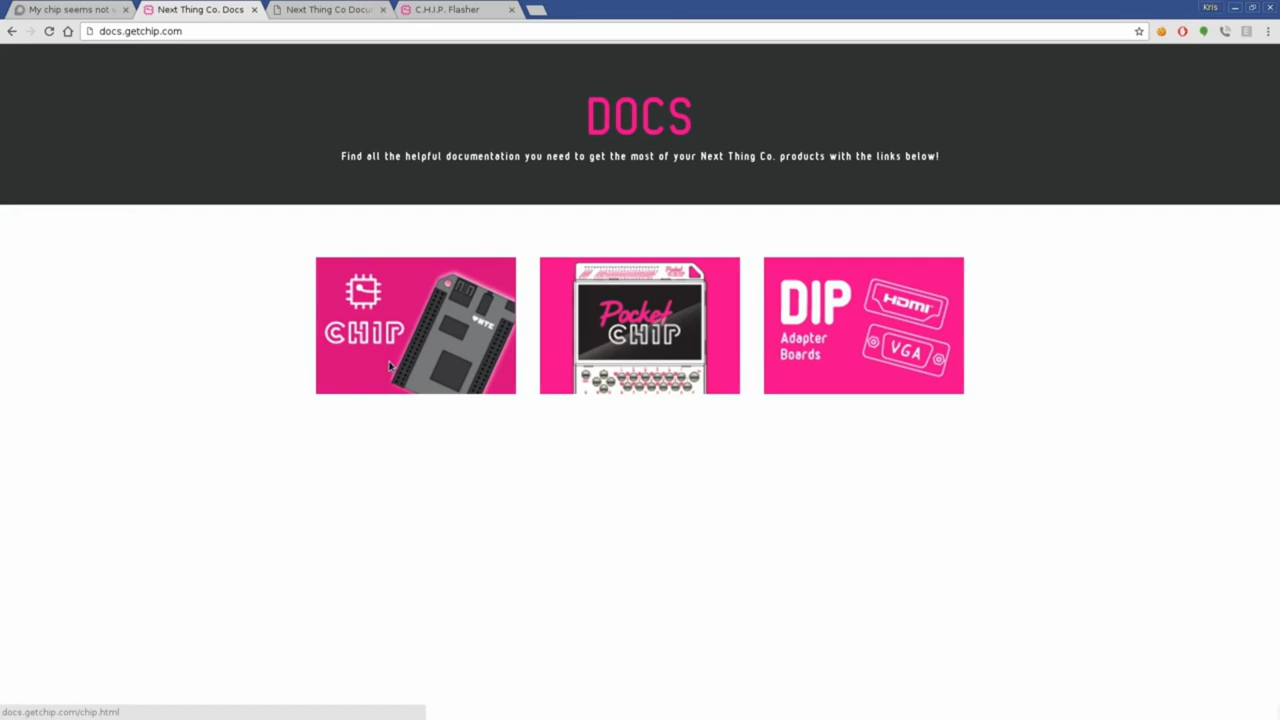 My chip seems not
Next Thing Co. Docs
Next Thing Co Docu
C.H.I.P. Flasher
Kris
docs.getchip.com
DOCS
Find all the helpful documentation you need to get the most of your Next Thing Co. products with the links below!
CHIP
NTC
Pocket
CHIP
DIP
Adapter
Boards
HDMI
VGA
docs.getchip.com/chip.html